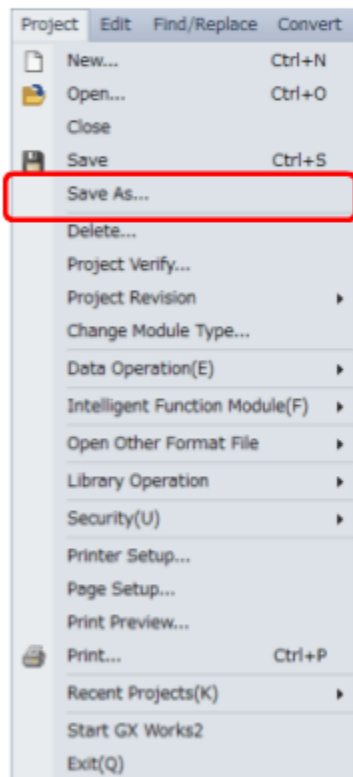 Project Edit Find/Replace Convert
New... Ctrl+N
Open... Ctrl+O
Close
Save Ctrl+S
Save As...
Delete...
Project Verify...
Project Revision
Change Module Type...
Data Operation(E)
Intelligent Function Module(F)
Open Other Format File
Library Operation
Security(U)
Printer Setup...
Page Setup...
Print Preview...
Print... Ctrl+P
Recent Projects(K)
Start GX Works2
Exit(Q)